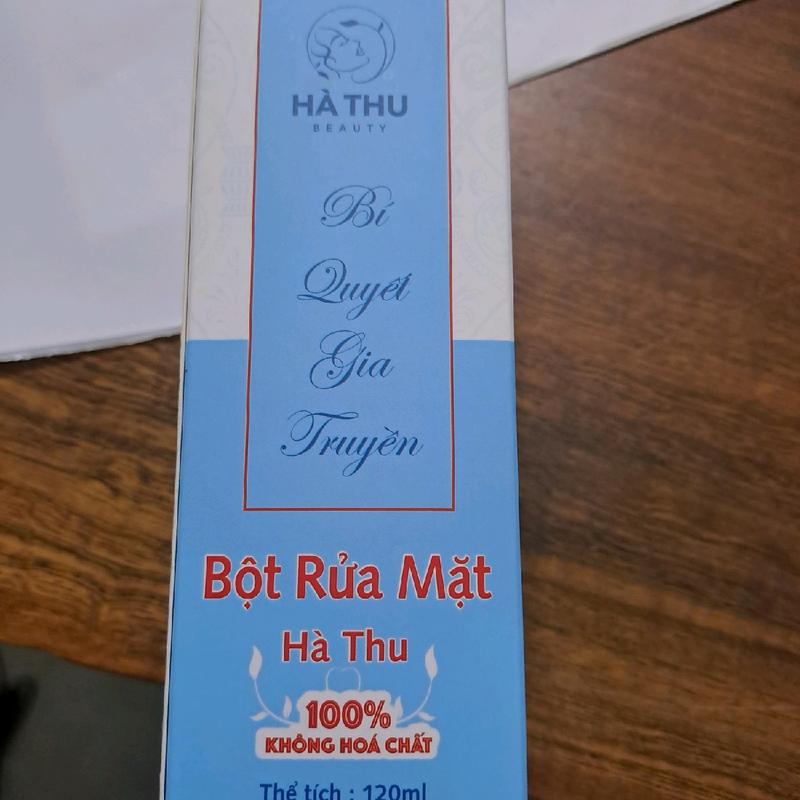 HÀ THU
BEAUTY
Bí
Quyết
Gia
Truyền
Bột Rửa Mặt
Hà Thu
100%
KHÔNG HOÁ CHẤT
Thể tích : 120ml